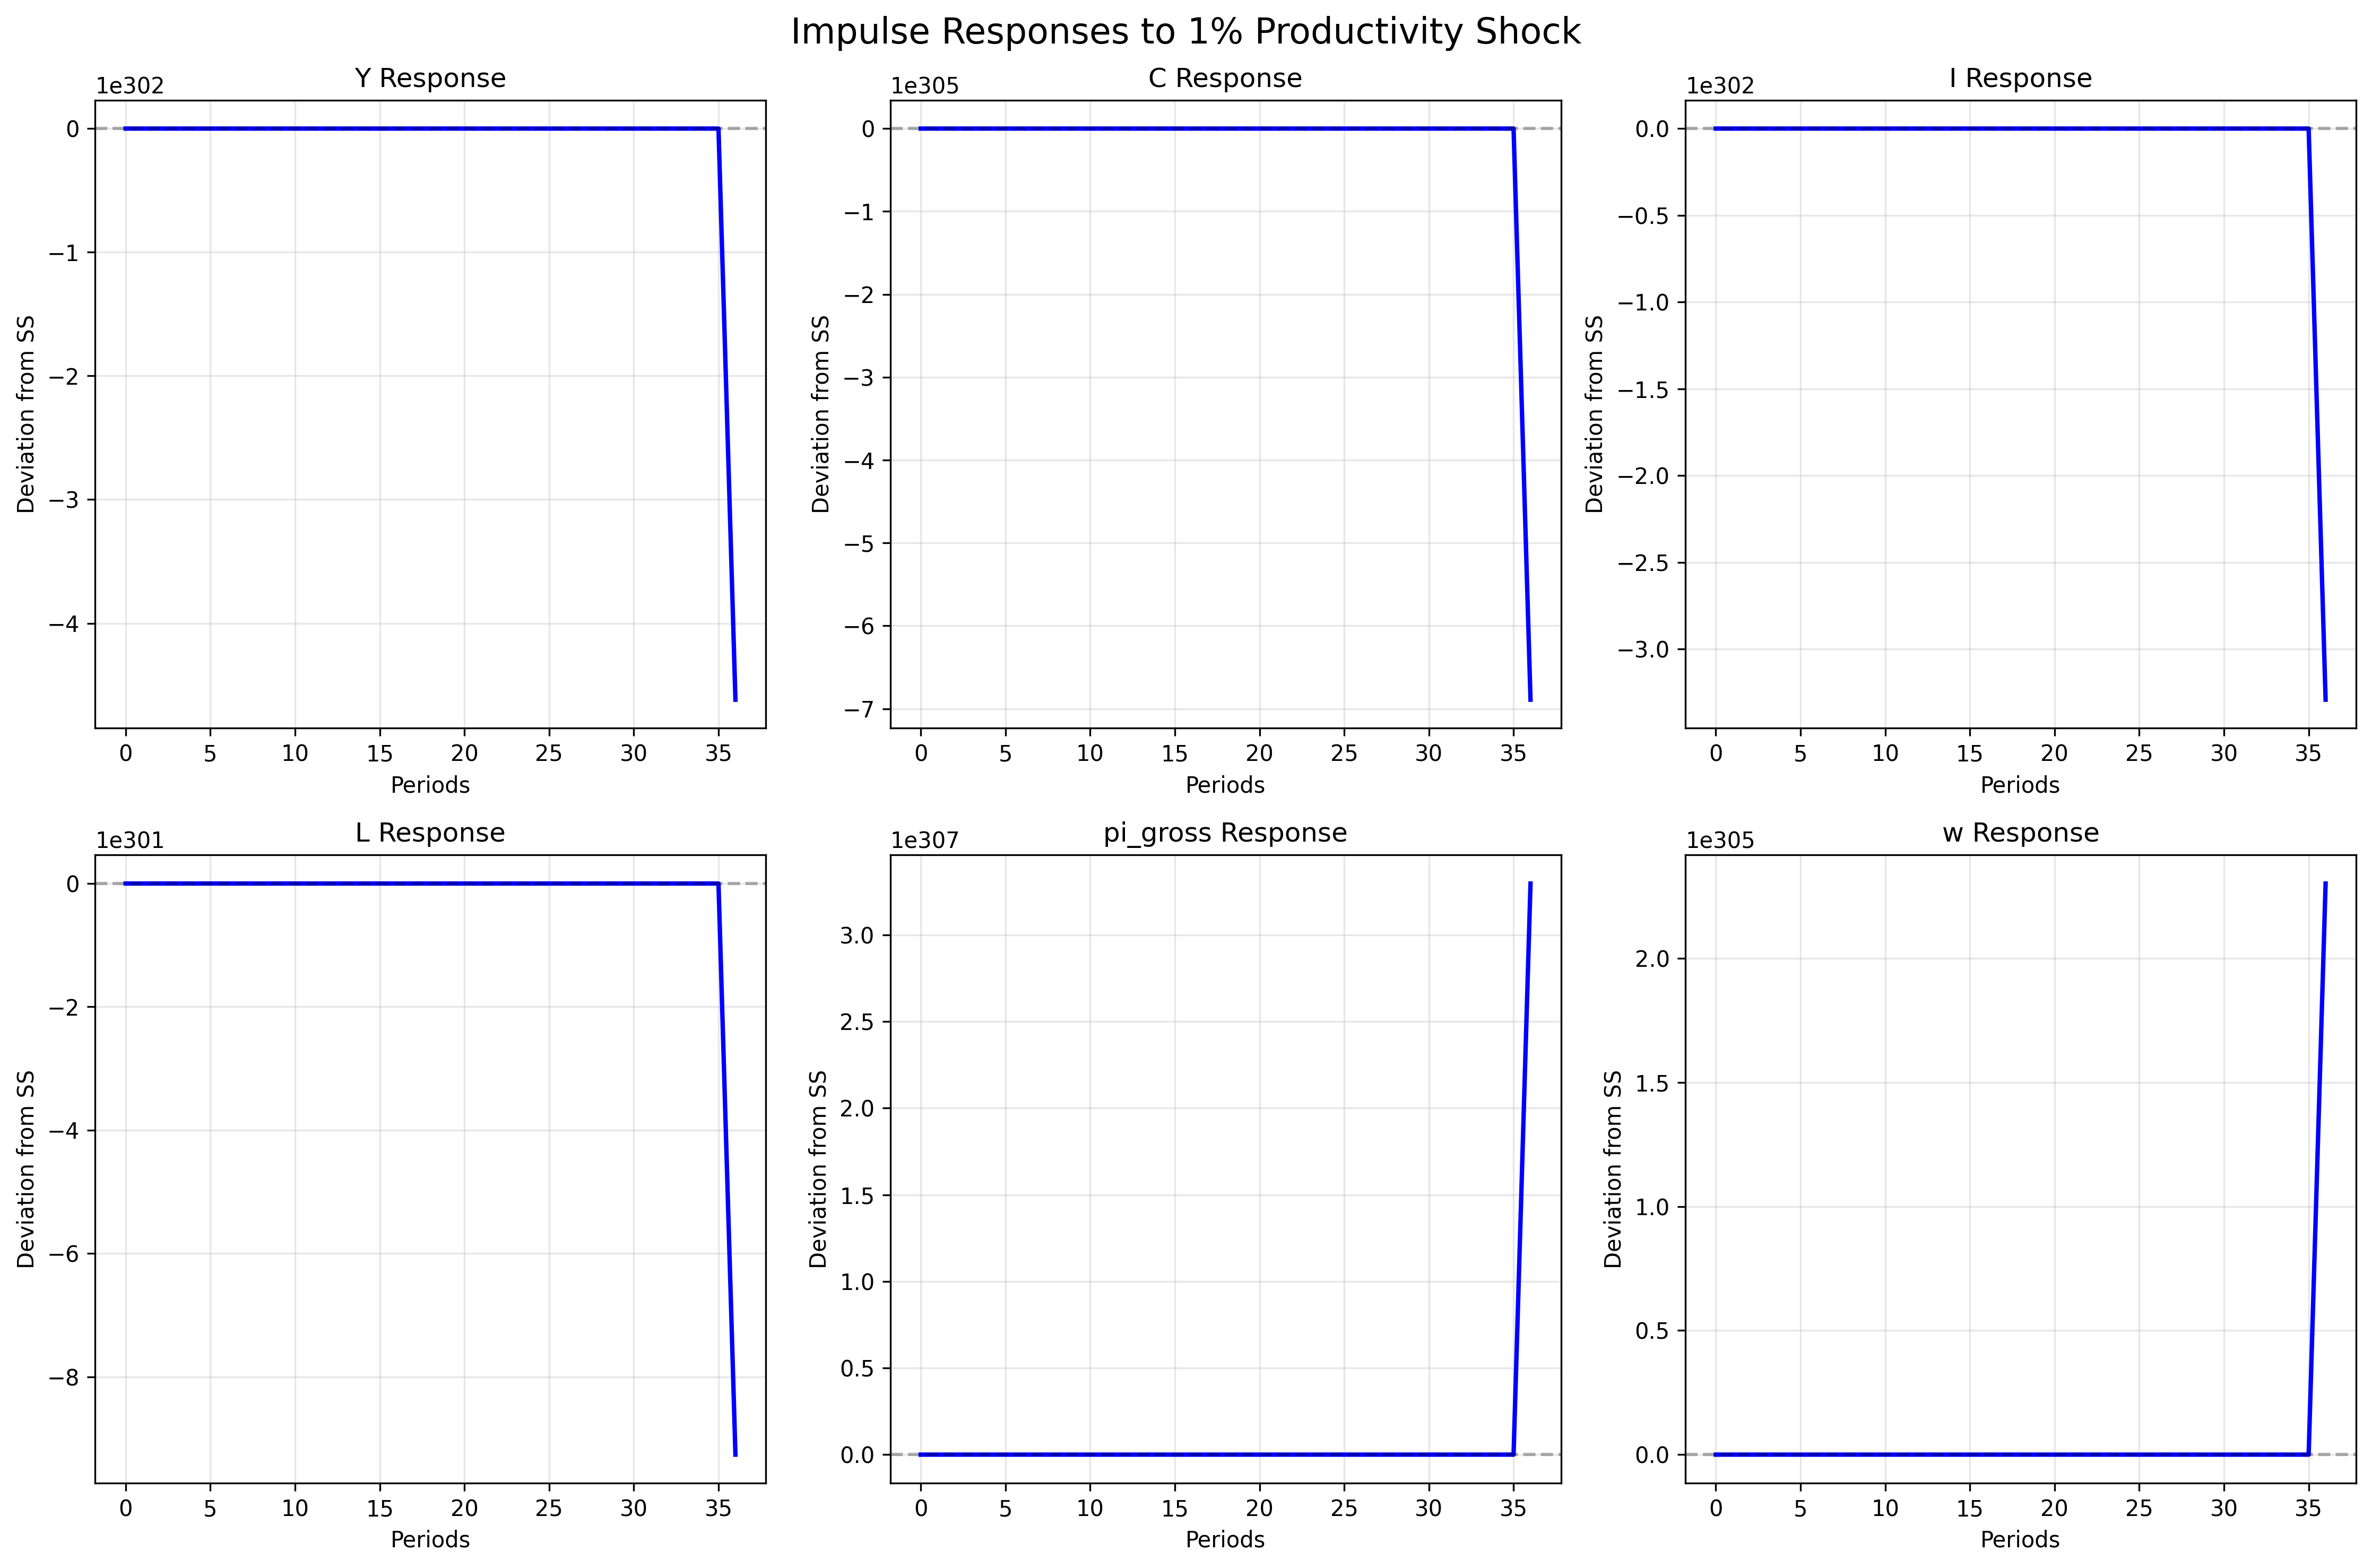 Impulse Responses to 1% Productivity Shock
1e302
Y Response
0
−1
−2
−3
−4
Deviation from SS
0 5 10 15 20 25 30 35
Periods
1e305
C Response
0
−1
−2
−3
−4
−5
−6
−7
Deviation from SS
0 5 10 15 20 25 30 35
Periods
1e302
I Response
0.0
−0.5
−1.0
−1.5
−2.0
−2.5
−3.0
Deviation from SS
0 5 10 15 20 25 30 35
Periods
1e301
L Response
0
−2
−4
−6
−8
Deviation from SS
0 5 10 15 20 25 30 35
Periods
1e307
pi_gross Response
3.0
2.5
2.0
1.5
1.0
0.5
0.0
Deviation from SS
0 5 10 15 20 25 30 35
Periods
1e305
w Response
2.0
1.5
1.0
0.5
0.0
Deviation from SS
0 5 10 15 20 25 30 35
Periods